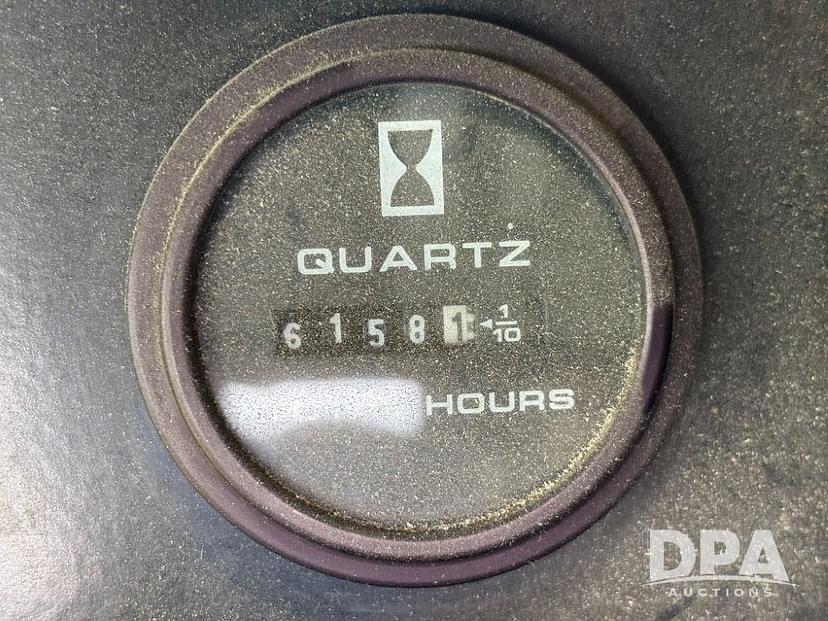 QUARTZ
6 1 5 8 1 ◄ 1/10
HOURS
DPA
AUCTIONS